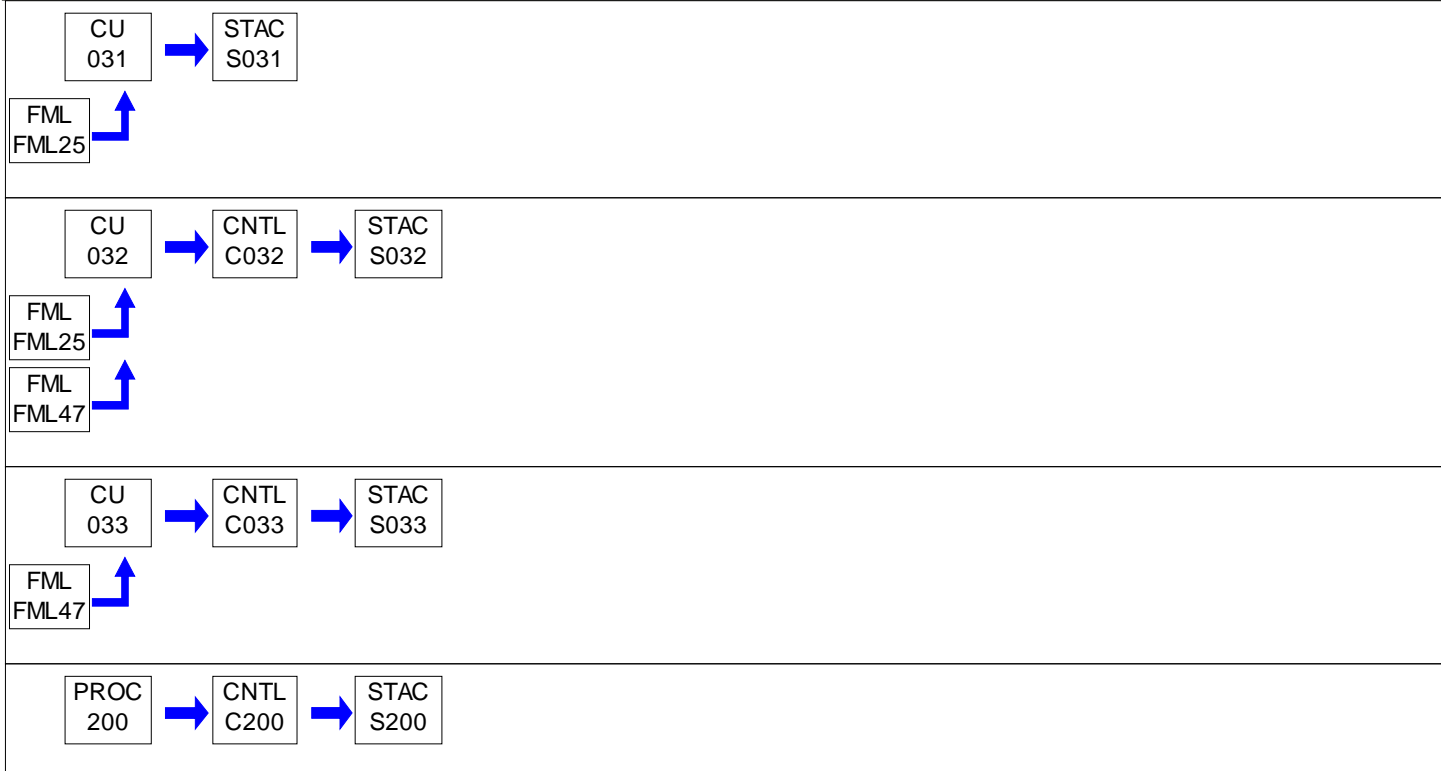 CU
031
STAC
S031
FML
FML25
CU
032
CNTL
C032
STAC
S032
FML
FML25
FML
FML47
CU
033
CNTL
C033
STAC
S033
FML
FML47
PROC
200
CNTL
C200
STAC
S200